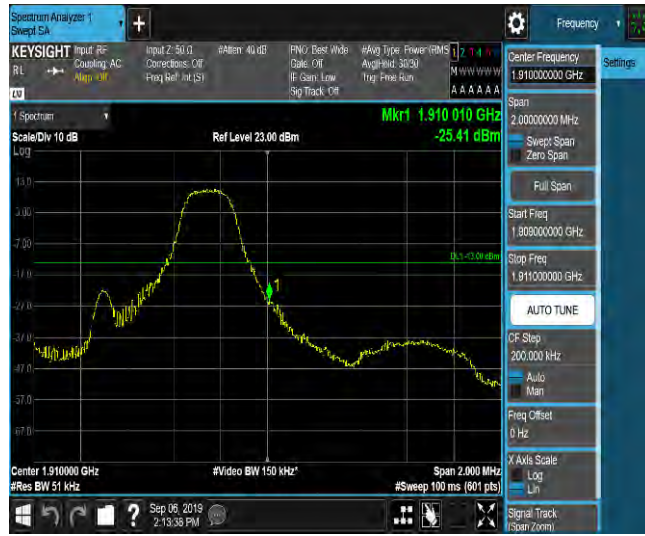 Spectrum Analyzer 1
Swept SA
Frequency
KEYSIGHT
RL
Input: RF
Coupling: AC
Align: Off
Input Z: 50 Ω
Corrections: Off
Freq Ref: Int (S)
#Atten: 40 dB
PNO: Best Wide
Gate: Off
IF Gain: Low
Sig Track: Off
#Avg Type: Power (RMS
Avg|Hold: 30/30
Trig: Free Run
M W W W W W
A A A A A A
Settings
1 Spectrum
Scale/Div 10 dB
Log
Ref Level 23.00 dBm
Mkr1 1.910 010 GHz
-25.41 dBm
13.0
3.00
-7.00
-17.0
-27.0
-37.0
-47.0
-57.0
-67.0
DL1 -13.00 dBm
1
Center 1.910000 GHz
#Res BW 51 kHz
#Video BW 150 kHz*
Span 2.000 MHz
#Sweep 100 ms (601 pts)
Center Frequency
1.910000000 GHz
Span
2.00000000 MHz
Swept Span
Zero Span
Full Span
Start Freq
1.909000000 GHz
Stop Freq
1.911000000 GHz
AUTO TUNE
CF Step
200.000 kHz
Auto
Man
Freq Offset
0 Hz
X Axis Scale
Log
Lin
Signal Track
(Span Zoom)
?
Sep 06, 2019
2:13:38 PM